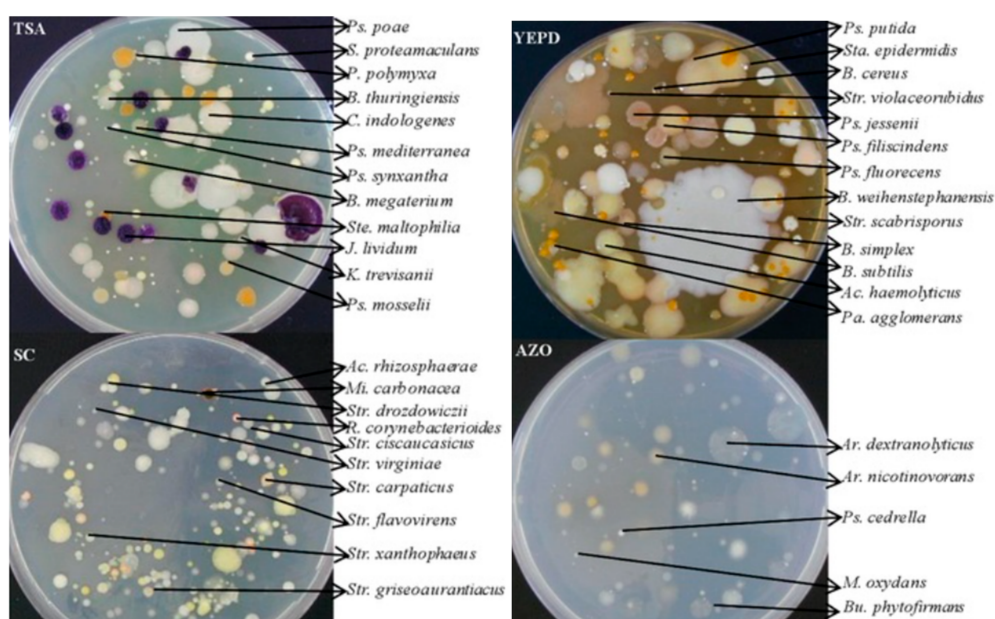 TSA
Ps. poae
S. proteamaculans
P. polymyxa
B. thuringiensis
C. indologenes
Ps. mediterranea
Ps. synxantha
B. megaterium
Ste. maltophilia
J. lividum
K. trevisanii
Ps. mosselii
YEPD
Ps. putida
Sta. epidermidis
B. cereus
Str. violaceorubidus
Ps. jessenii
Ps. filiscindens
Ps. fluorecens
B. weihenstephanensis
Str. scabrisporus
B. simplex
B. subtilis
Ac. haemolyticus
Pa. agglomerans
SC
Ac. rhizosphaerae
Mi. carbonacea
Str. drozdowiczii
R. corynebacterioides
Str. ciscaucasicus
Str. virginiae
Str. carpaticus
Str. flavovirens
Str. xanthophaeus
Str. griseoaurantiacus
AZO
Ar. dextranolyticus
Ar. nicotinovorans
Ps. cedrella
M. oxydans
Bu. phytofirmans